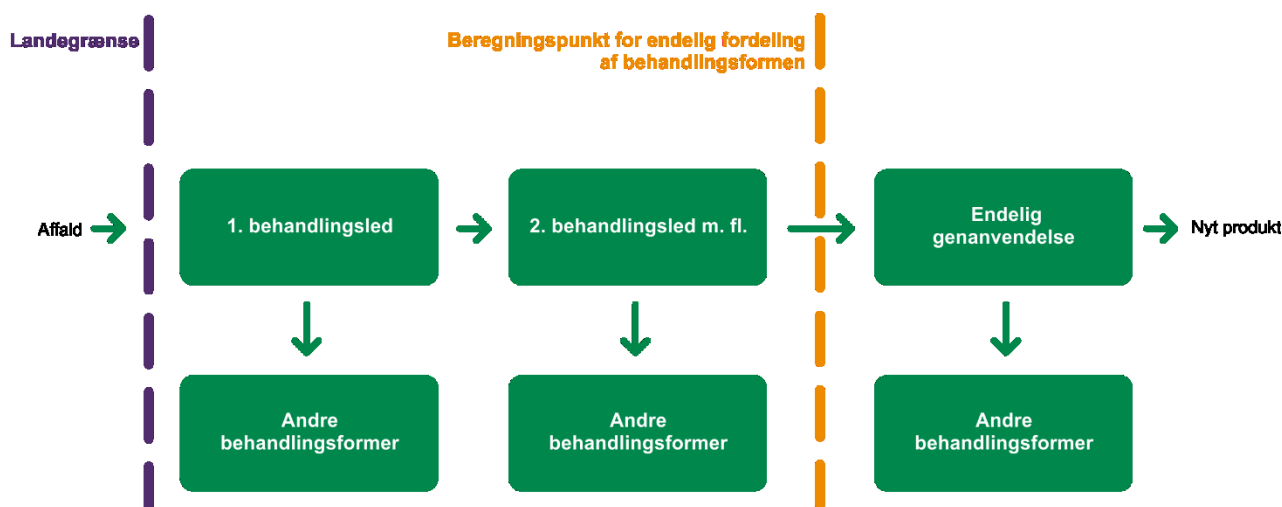 Landegrænse
Beregningspunkt for endelig fordeling
af behandlingsformen
Affald
1. behandlingsled
2. behandlingsled m. fl.
Endelig
genanvendelse
Nyt produkt
Andre
behandlingsformer
Andre
behandlingsformer
Andre
behandlingsformer